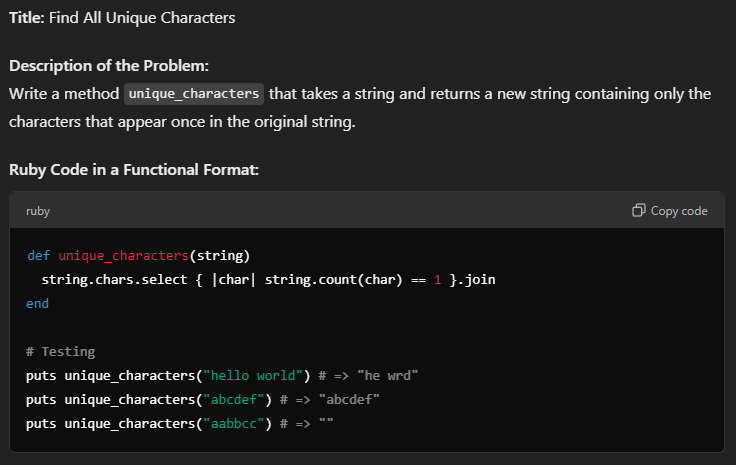 Title: Find All Unique Characters
Description of the Problem:
Write a method unique_characters that takes a string and returns a new string containing only the
characters that appear once in the original string.
Ruby Code in a Functional Format:
ruby Copy code
def unique_characters(string)
  string.chars.select { |char| string.count(char) == 1 }.join
end
# Testing
puts unique_characters("hello world") # => "he wrd"
puts unique_characters("abcdef") # => "abcdef"
puts unique_characters("aabbcc") # => ""